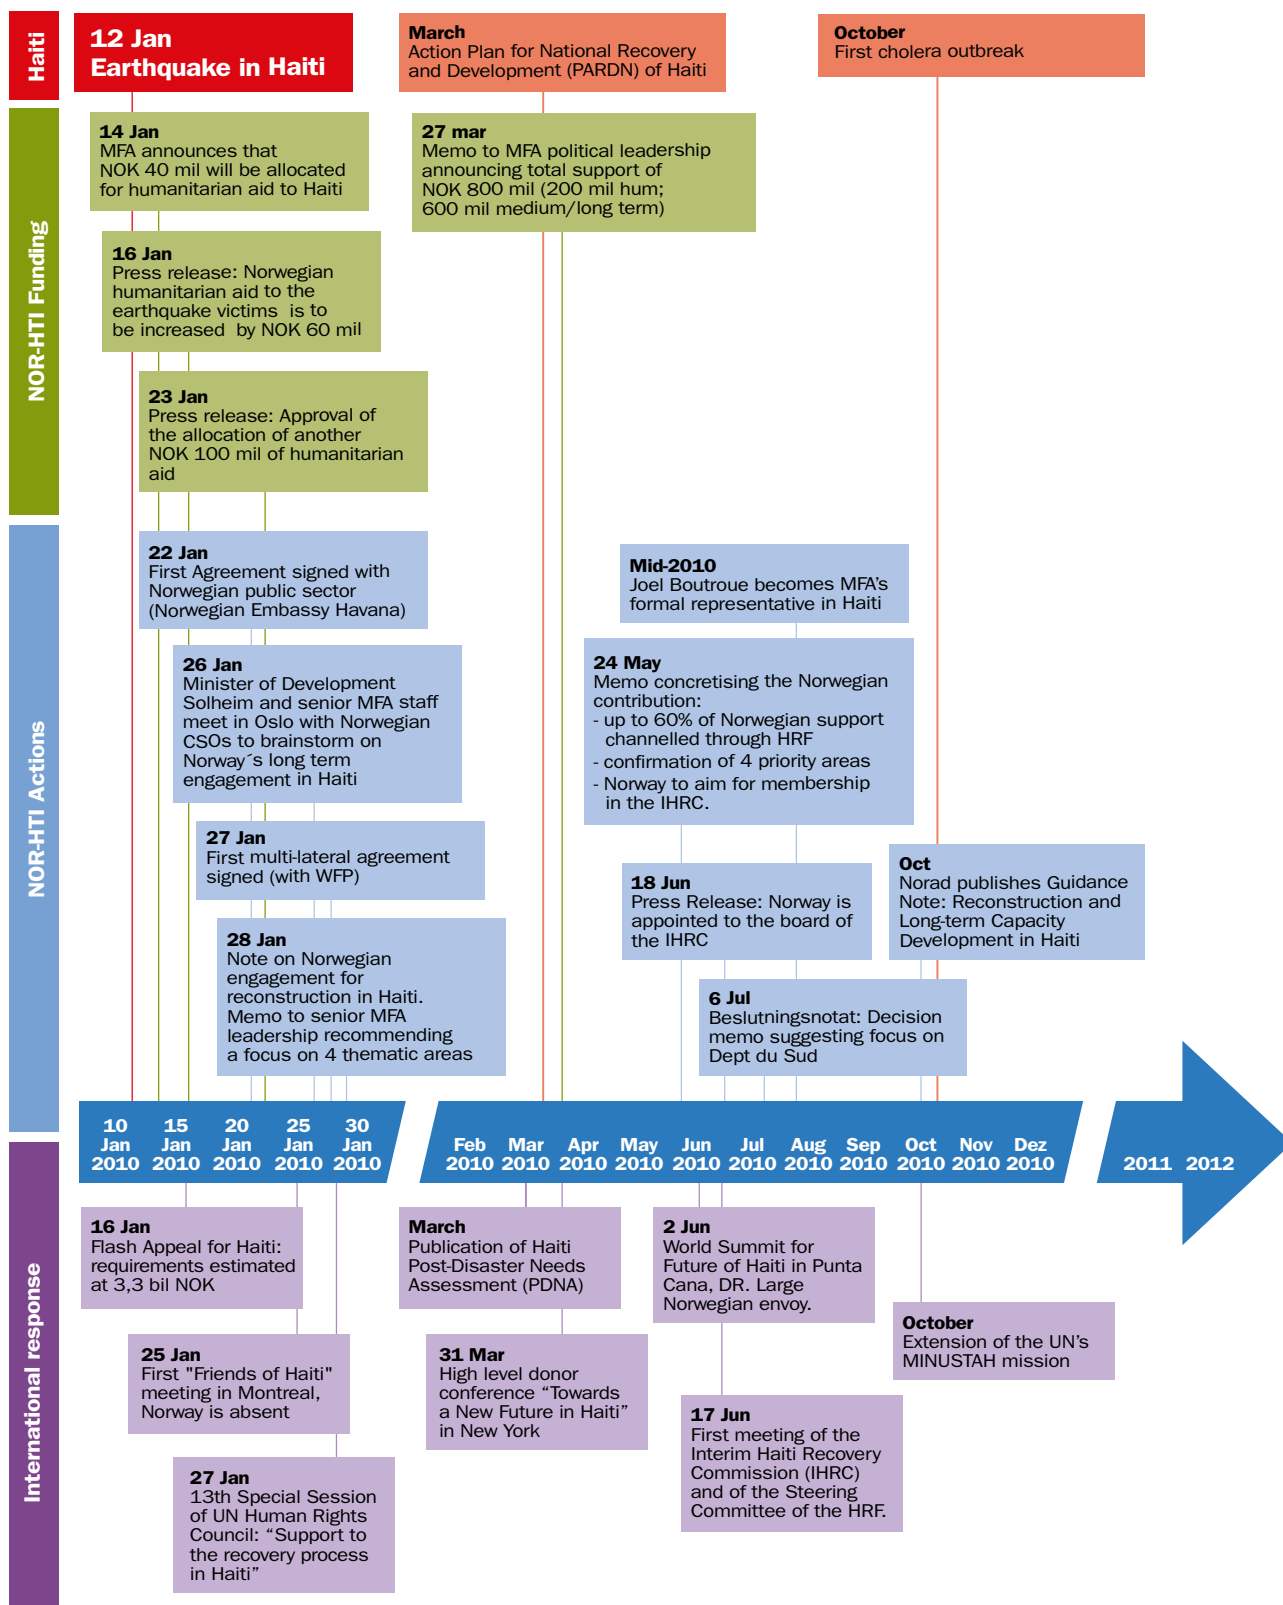 Haiti
12 Jan
Earthquake in Haiti
March
Action Plan for National Recovery
and Development (PARDN) of Haiti
October
First cholera outbreak
NOR-HTI Funding
14 Jan
MFA announces that
NOK 40 mil will be allocated
for humanitarian aid to Haiti
27 mar
Memo to MFA political leadership
announcing total support of
NOK 800 mil (200 mil hum;
600 mil medium/long term)
16 Jan
Press release: Norwegian
humanitarian aid to the
earthquake victims is to
be increased by NOK 60 mil
23 Jan
Press release: Approval of
the allocation of another
NOK 100 mil of humanitarian
aid
NOR-HTI Actions
22 Jan
First Agreement signed with
Norwegian public sector
(Norwegian Embassy Havana)
Mid-2010
Joel Boutroue becomes MFA's
formal representative in Haiti
26 Jan
Minister of Development
Solheim and senior MFA staff
meet in Oslo with Norwegian
CSOs to brainstorm on
Norway´s long term
engagement in Haiti
24 May
Memo concretising the Norwegian
contribution:
- up to 60% of Norwegian support
channelled through HRF
- confirmation of 4 priority areas
- Norway to aim for membership
in the IHRC.
27 Jan
First multi-lateral agreement
signed (with WFP)
18 Jun
Press Release: Norway is
appointed to the board of
the IHRC
Oct
Norad publishes Guidance
Note: Reconstruction and
Long-term Capacity
Development in Haiti
28 Jan
Note on Norwegian
engagement for
reconstruction in Haiti.
Memo to senior MFA
leadership recommending
a focus on 4 thematic areas
6 Jul
Beslutningsnotat: Decision
memo suggesting focus on
Dept du Sud
10
Jan
2010
15
Jan
2010
20
Jan
2010
25
Jan
2010
30
Jan
2010
Feb
2010
Mar
2010
Apr
2010
May
2010
Jun
2010
Jul
2010
Aug
2010
Sep
2010
Oct
2010
Nov
2010
Dez
2010
2011
2012
International response
16 Jan
Flash Appeal for Haiti:
requirements estimated
at 3,3 bil NOK
March
Publication of Haiti
Post-Disaster Needs
Assessment (PDNA)
2 Jun
World Summit for
Future of Haiti in Punta
Cana, DR. Large
Norwegian envoy.
October
Extension of the UN's
MINUSTAH mission
25 Jan
First "Friends of Haiti"
meeting in Montreal,
Norway is absent
31 Mar
High level donor
conference “Towards
a New Future in Haiti”
in New York
17 Jun
First meeting of the
Interim Haiti Recovery
Commission (IHRC)
and of the Steering
Committee of the HRF.
27 Jan
13th Special Session
of UN Human Rights
Council: “Support to
the recovery process
in Haiti”